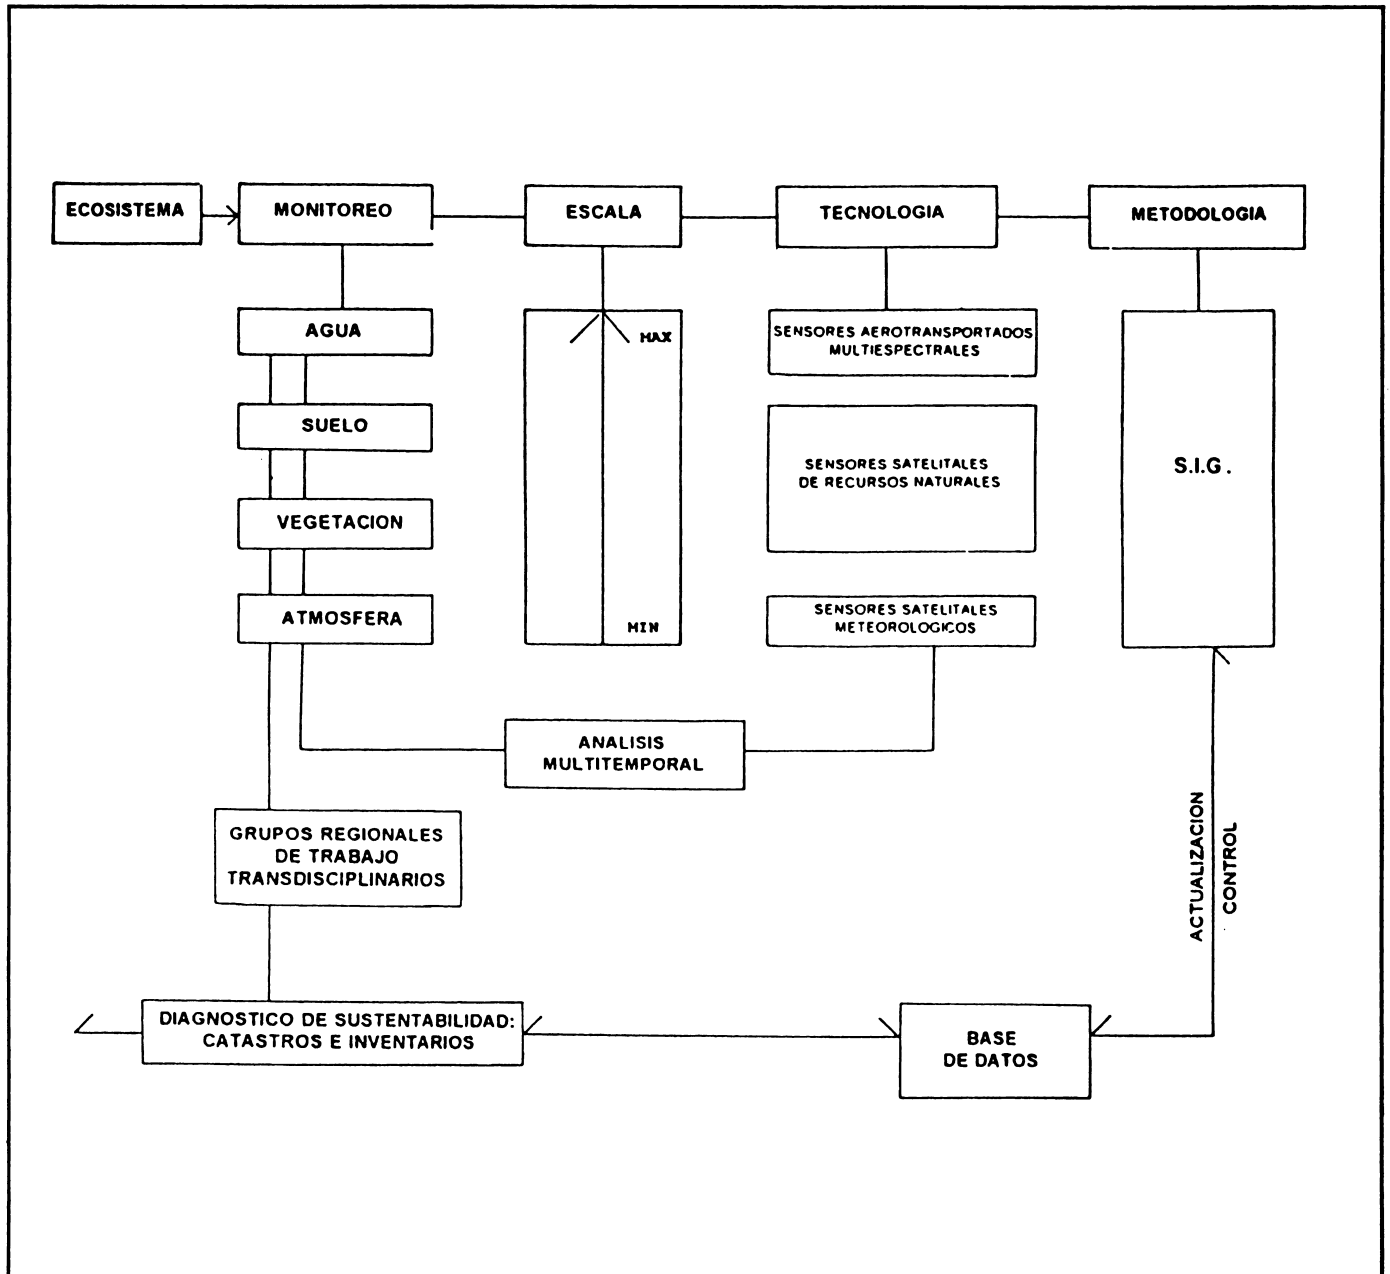 ECOSISTEMA
MONITOREO
ESCALA
TECNOLOGIA
METODOLOGIA
AGUA
SUELO
VEGETACION
ATMOSFERA
MAX
MIN
SENSORES AEROTRANSPORTADOS
MULTIESPECTRALES
SENSORES SATELITALES
DE RECURSOS NATURALES
SENSORES SATELITALES
METEOROLOGICOS
S.I.G.
ANALISIS
MULTITEMPORAL
GRUPOS REGIONALES
DE TRABAJO
TRANSDISCIPLINARIOS
ACTUALIZACION
CONTROL
DIAGNOSTICO DE SUSTENTABILIDAD:
CATASTROS E INVENTARIOS
BASE
DE DATOS